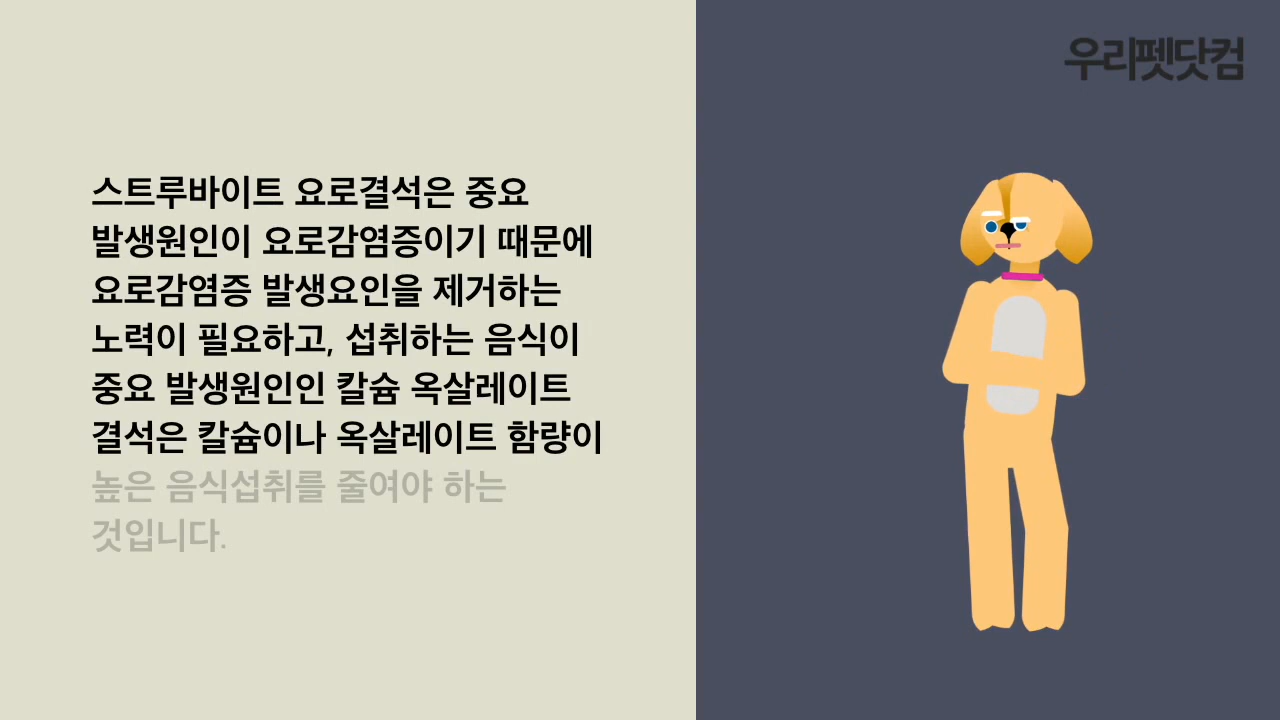 우리펫닷컴
스트루바이트 요로결석은 중요
발생원인이 요로감염증이기 때문에
요로감염증 발생요인을 제거하는
노력이 필요하고, 섭취하는 음식이
중요 발생원인인 칼슘 옥살레이트
결석은 칼슘이나 옥살레이트 함량이
높은 음식섭취를 줄여야 하는
것입니다.